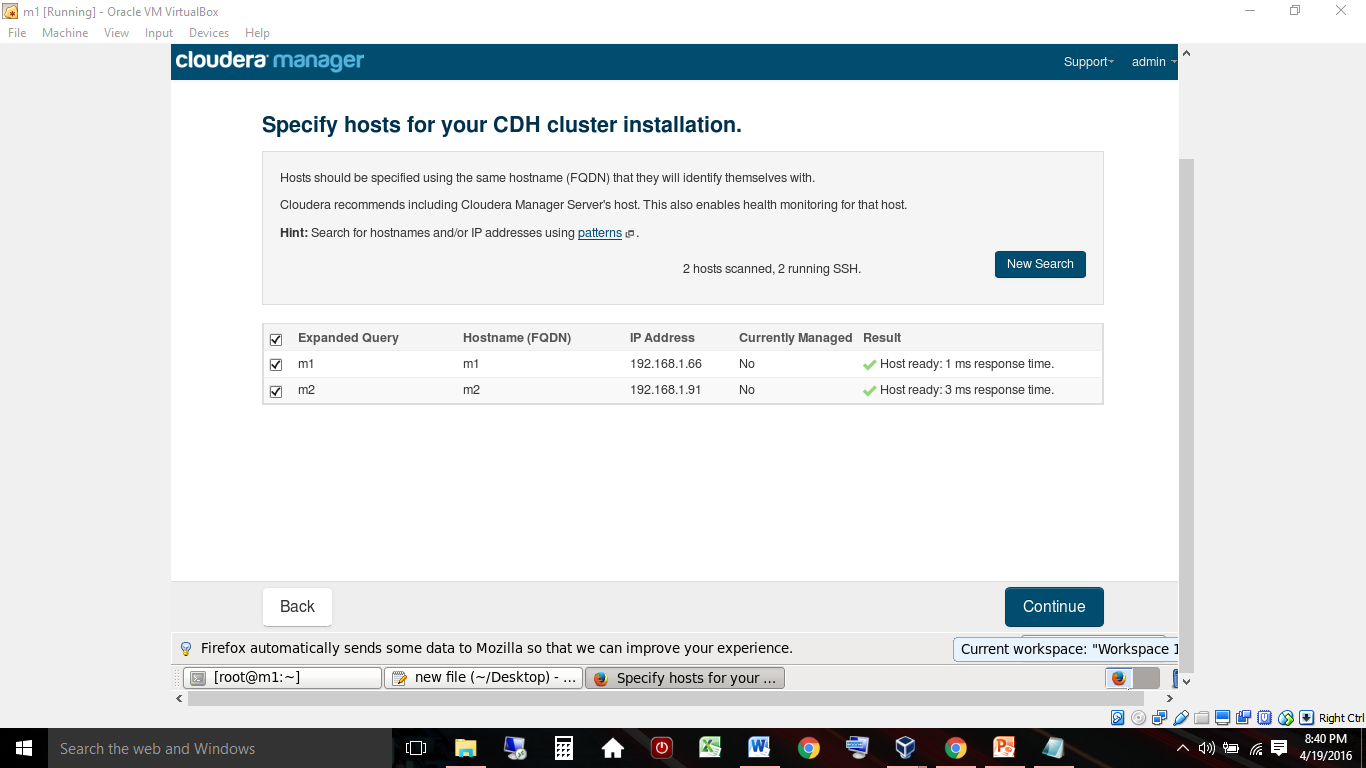 m1 [Running] - Oracle VM VirtualBox
File Machine View Input Devices Help
cloudera manager
Support admin
Specify hosts for your CDH cluster installation.
Hosts should be specified using the same hostname (FQDN) that they will identify themselves with.
Cloudera recommends including Cloudera Manager Server's host. This also enables health monitoring for that host.
Hint: Search for hostnames and/or IP addresses using patterns .
2 hosts scanned, 2 running SSH.
New Search
Expanded Query Hostname (FQDN) IP Address Currently Managed Result
m1 m1 192.168.1.66 No Host ready: 1 ms response time.
m2 m2 192.168.1.91 No Host ready: 3 ms response time.
Back Continue
Firefox automatically sends some data to Mozilla so that we can improve your experience.
Current workspace: "Workspace 1
[root@m1:~] new file (~/Desktop) - ... Specify hosts for your ...
Right Ctrl
Search the web and Windows
8:40 PM
4/19/2016